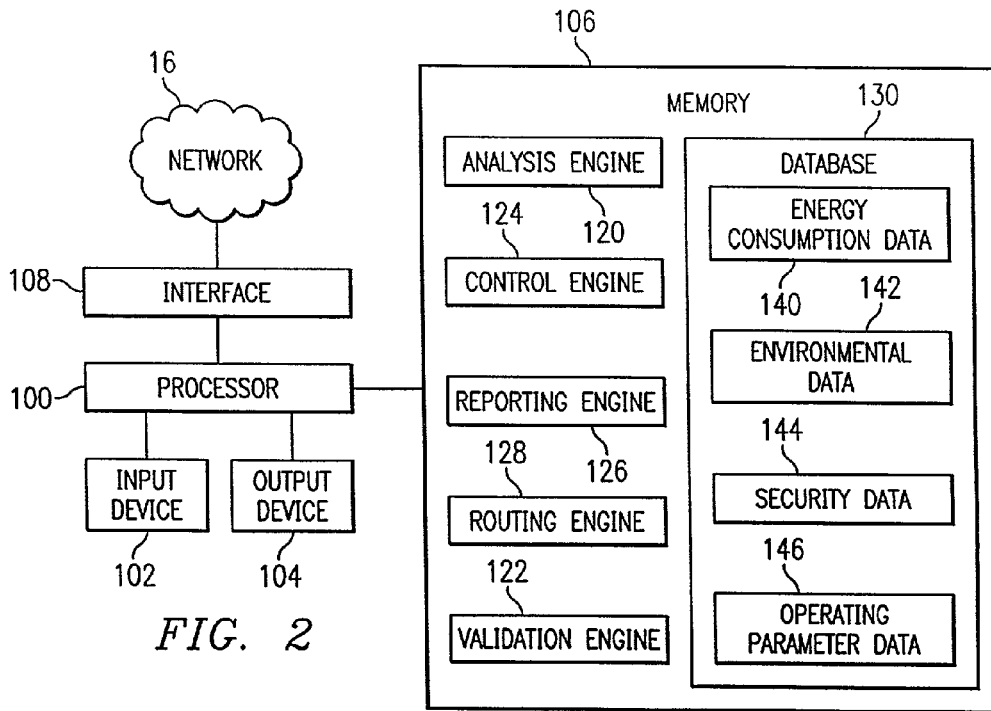 106
16
MEMORY
130
NETWORK
ANALYSIS ENGINE
DATABASE
124
120
ENERGY
CONSUMPTION DATA
108
INTERFACE
CONTROL ENGINE
140
142
100
PROCESSOR
ENVIRONMENTAL
DATA
REPORTING ENGINE
126
144
INPUT
DEVICE
OUTPUT
DEVICE
128
ROUTING ENGINE
SECURITY DATA
102
104
122
146
FIG. 2
VALIDATION ENGINE
OPERATING
PARAMETER DATA